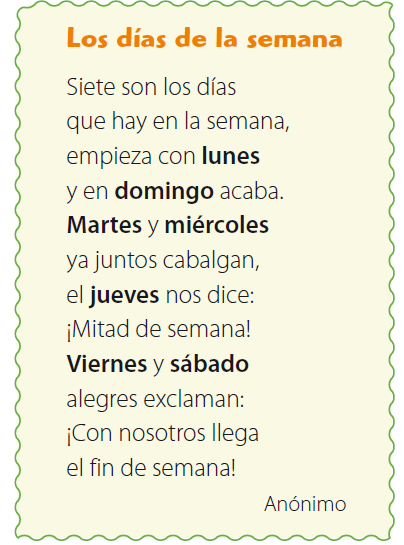 Los días de la semana
Siete son los días
que hay en la semana,
empieza con lunes
y en domingo acaba.
Martes y miércoles
ya juntos cabalgan,
el jueves nos dice:
¡Mitad de semana!
Viernes y sábado
alegres exclaman:
¡Con nosotros llega
el fin de semana!
Anónimo